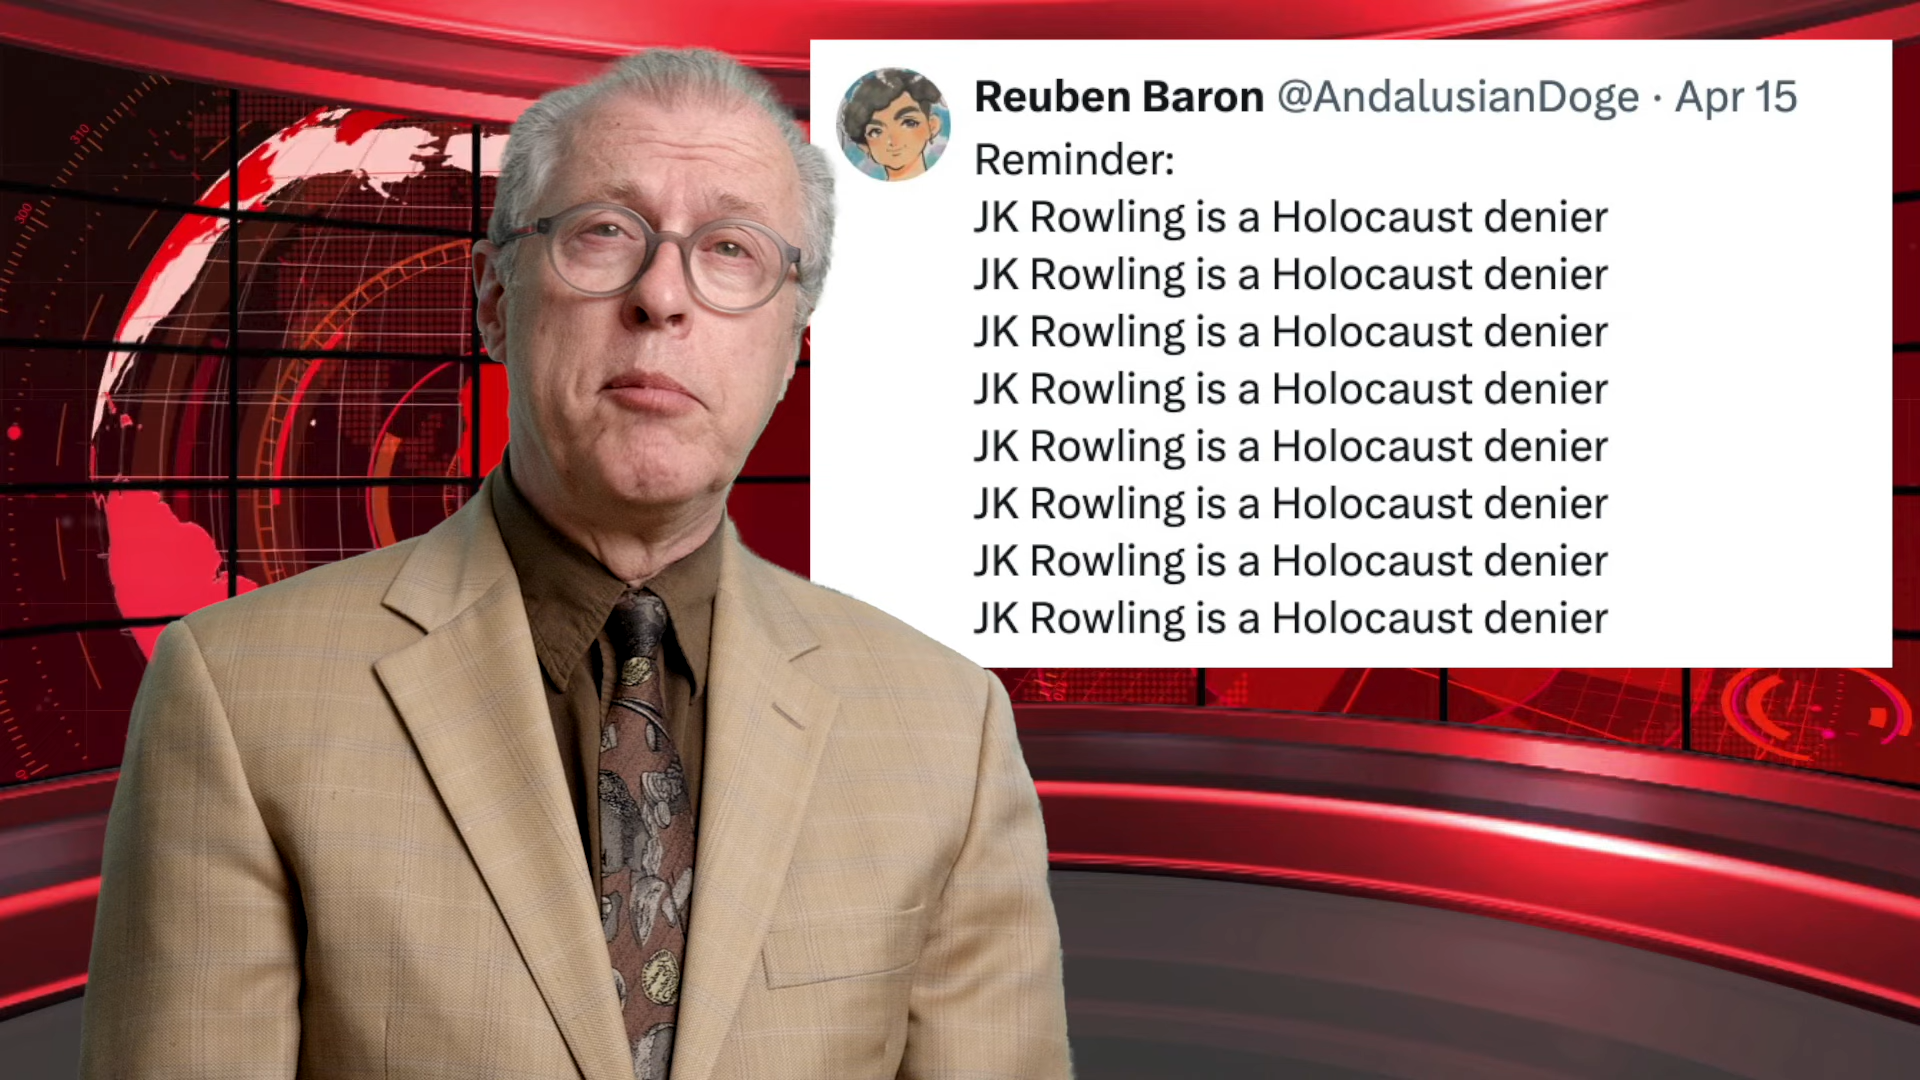 310
300
Reuben Baron @AndalusianDoge · Apr 15
Reminder:
JK Rowling is a Holocaust denier
JK Rowling is a Holocaust denier
JK Rowling is a Holocaust denier
JK Rowling is a Holocaust denier
JK Rowling is a Holocaust denier
JK Rowling is a Holocaust denier
JK Rowling is a Holocaust denier
JK Rowling is a Holocaust denier